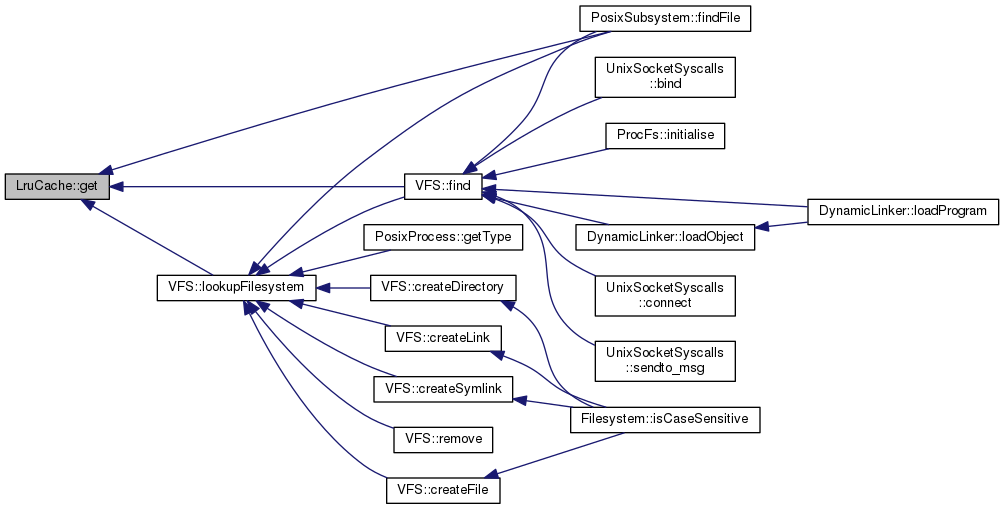 PosixSubsystem::findFile
UnixSocketSyscalls
::bind
ProcFs::initialise
LruCache::get
VFS::find
DynamicLinker::loadProgram
PosixProcess::getType
DynamicLinker::loadObject
VFS::lookupFilesystem
VFS::createDirectory
UnixSocketSyscalls
::connect
VFS::createLink
UnixSocketSyscalls
::sendto_msg
VFS::createSymlink
Filesystem::isCaseSensitive
VFS::remove
VFS::createFile